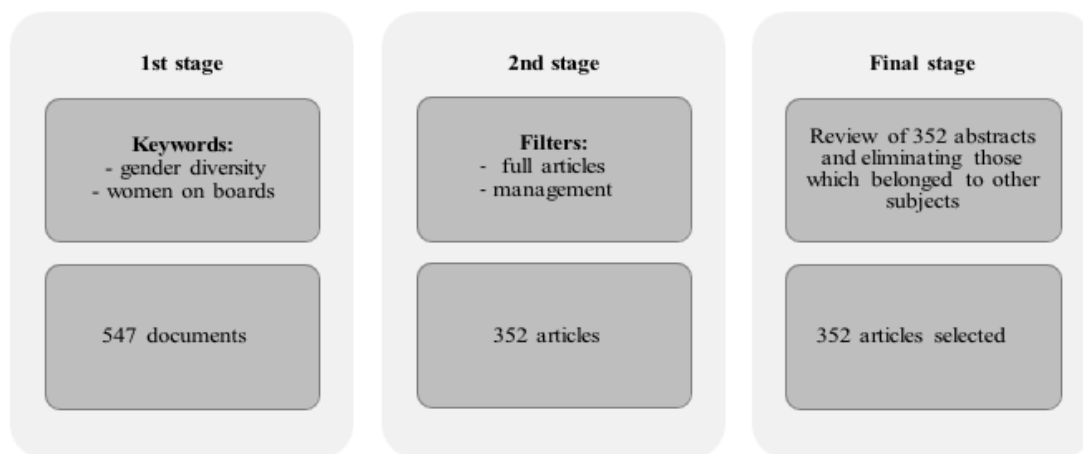 1st stage
Keywords:
- gender diversity
- women on boards
547 documents
2nd stage
Filters:
- full articles
- management
352 articles
Final stage
Review of 352 abstracts
and eliminating those
which belonged to other
subjects
352 articles selected